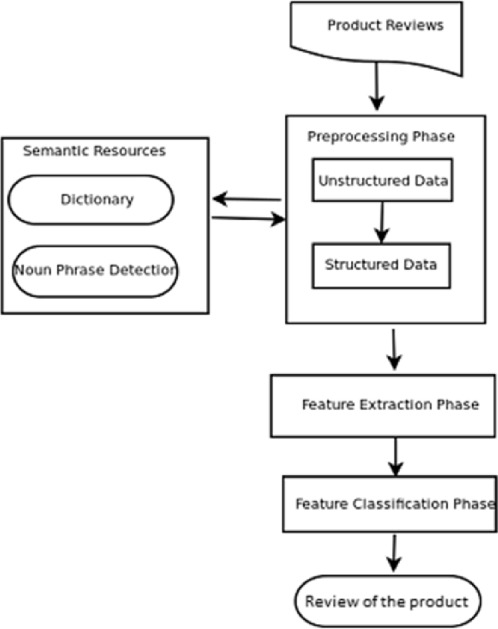 Product Reviews
Preprocessing Phase
Unstructured Data
Structured Data
Semantic Resources
Dictionary
Noun Phrase Detection
Feature Extraction Phase
Feature Classification Phase
Review of the product